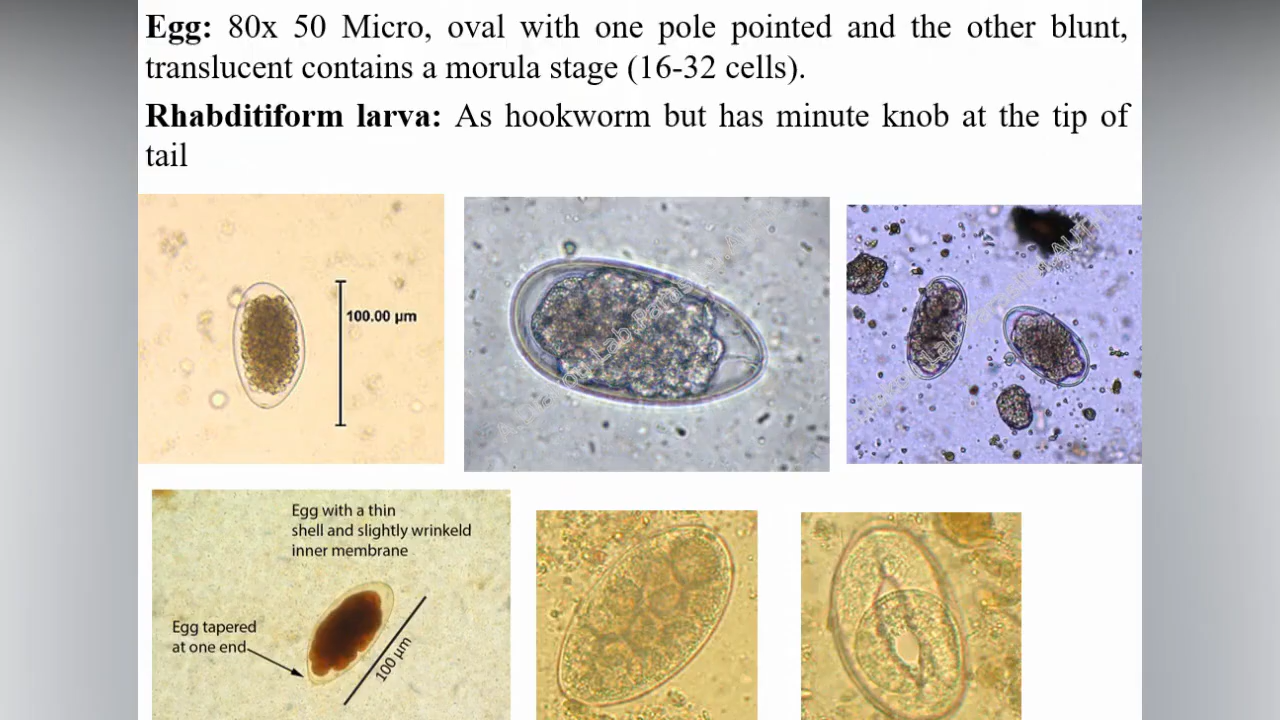 Egg: 80x 50 Micro, oval with one pole pointed and the other blunt,
translucent contains a morula stage (16-32 cells).
Rhabditiform larva: As hookworm but has minute knob at the tip of
tail
100.00 µm
Egg with a thin
shell and slightly wrinkeld
inner membrane
Egg tapered
at one end
100 µm